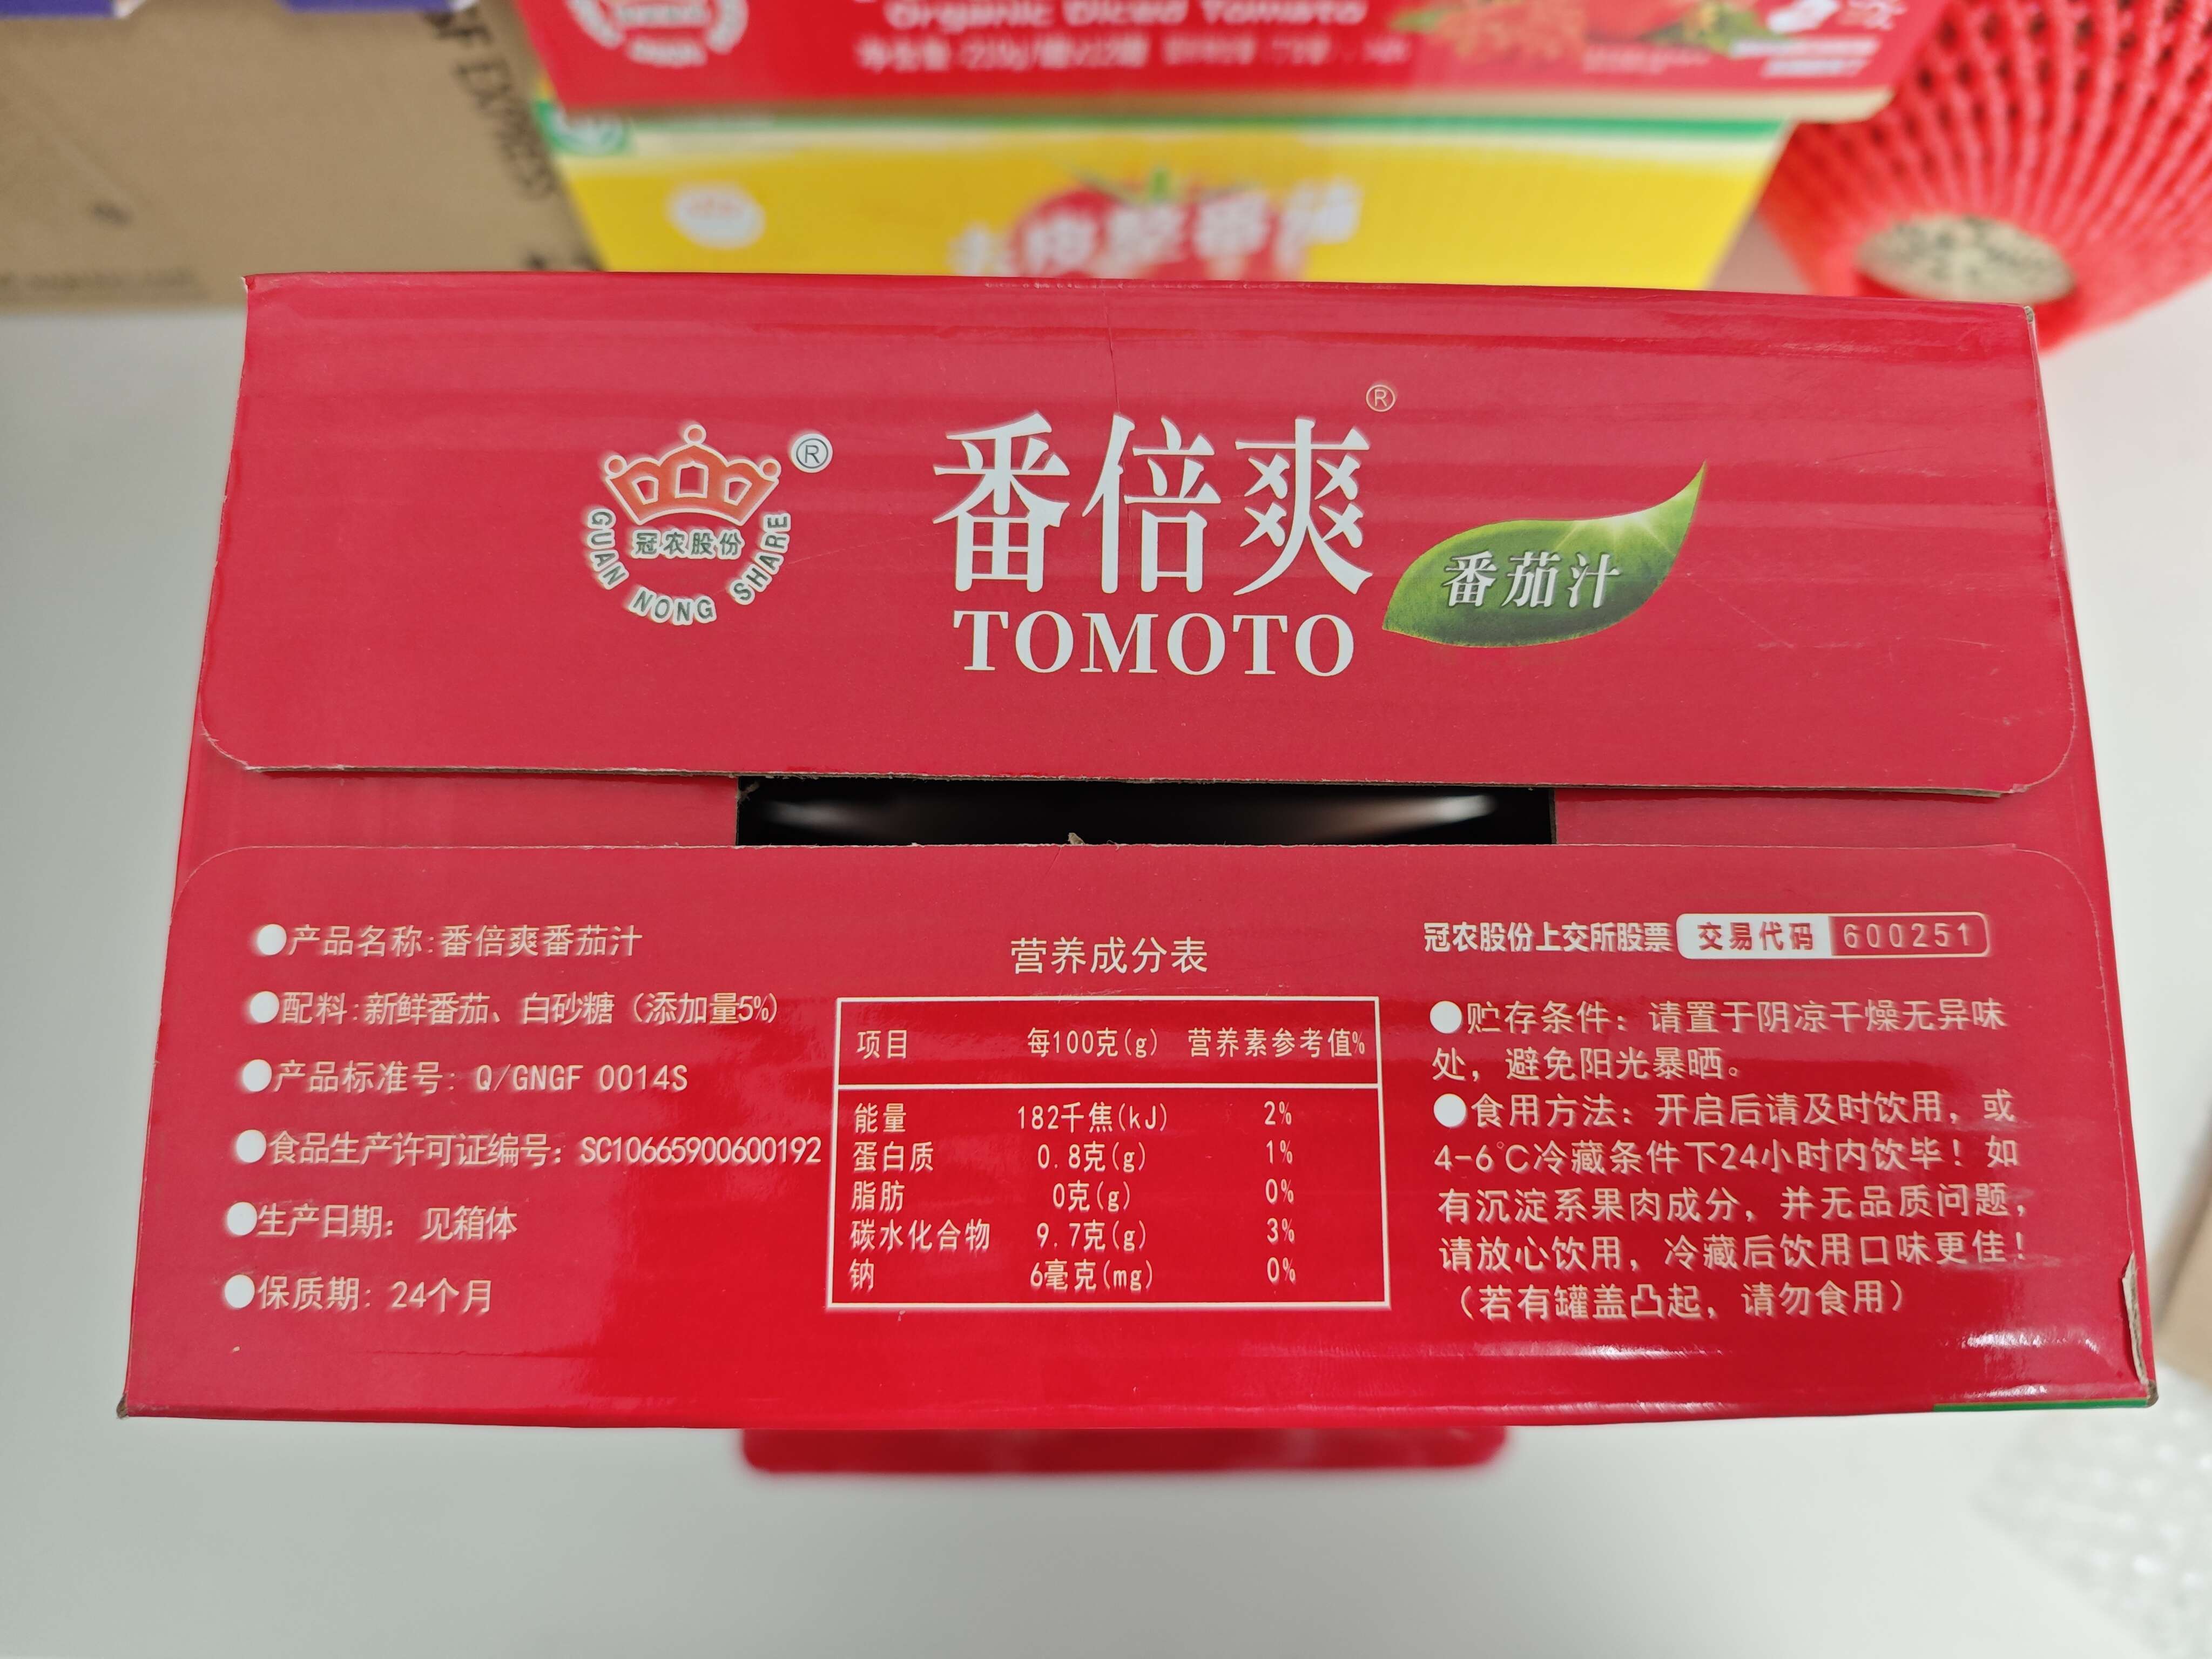 SF EXPRESS
Organic Diced Tomato
去皮整番茄
番倍爽®
TOMOTO
番茄汁
®
冠农股份
GUAN NONG SHARE
●产品名称:番倍爽番茄汁
●配料:新鲜番茄、白砂糖（添加量5%）
●产品标准号: Q/GNGF 0014S
●食品生产许可证编号: SC10665900600192
●生产日期: 见箱体
●保质期: 24个月
营养成分表
项目 每100克(g) 营养素参考值%
能量 182千焦(kJ) 2%
蛋白质 0.8克(g) 1%
脂肪 0克(g) 0%
碳水化合物 9.7克(g) 3%
钠 6毫克(mg) 0%
冠农股份上交所股票 交易代码 600251
●贮存条件: 请置于阴凉干燥无异味
处，避免阳光暴晒。
●食用方法: 开启后请及时饮用，或
4-6℃冷藏条件下24小时内饮毕！如
有沉淀系果肉成分，并无品质问题，
请放心饮用，冷藏后饮用口味更佳！
（若有罐盖凸起，请勿食用）